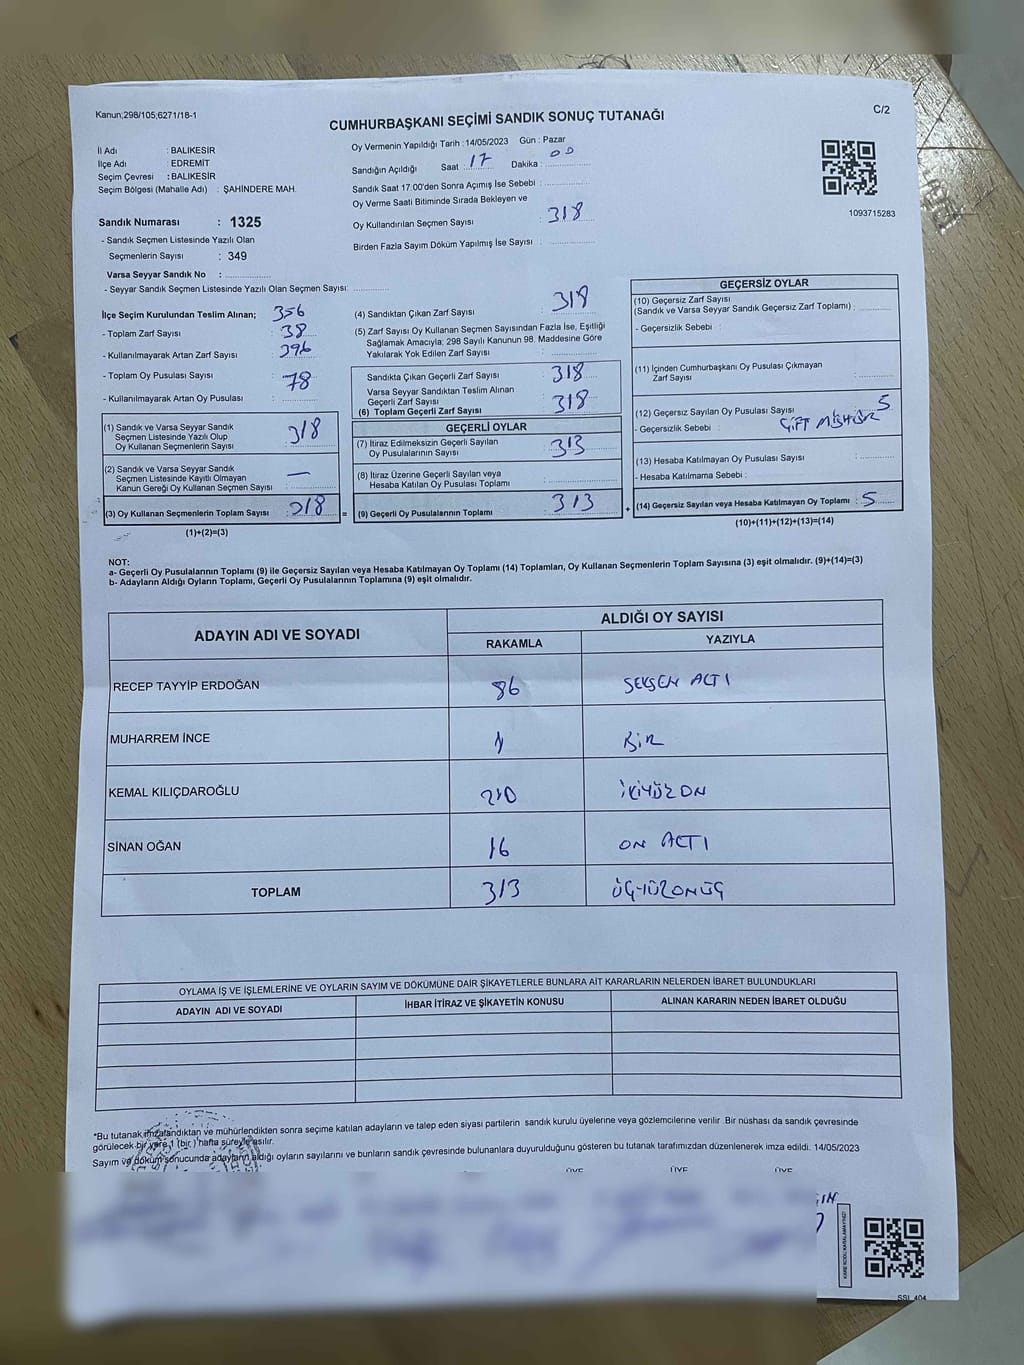 Kanun;298/105,6271/18-1
C/2
CUMHURBAŞKANI SEÇİMİ SANDIK SONUÇ TUTANAĞI
İl Adı : BALIKESİR
İlçe Adı : EDREMİT
Seçim Çevresi : BALIKESİR
Seçim Bölgesi (Mahalle Adı) : ŞAHİNDERE MAH.
Sandık Numarası : 1325
- Sandık Seçmen Listesinde Yazılı Olan
Seçmenlerin Sayısı : 349
Varsa Seyyar Sandık No :
- Seyyar Sandık Seçmen Listesinde Yazılı Olan Seçmen Sayısı:
Oy Vermenin Yapıldığı Tarih : 14/05/2023 Gün : Pazar
Sandığın Açıldığı Saat : 17 Dakika : 00
Sandık Saat 17:00'den Sonra Açımış İse Sebebi :
Oy Verme Saati Bitiminde Sırada Bekleyen ve
Oy Kullandırılan Seçmen Sayısı : 318
Birden Fazla Sayım Döküm Yapılmış İse Sayısı :
1093715283
İlçe Seçim Kurulundan Teslim Alınan; 356
- Toplam Zarf Sayısı 38
- Kullanılmayarak Artan Zarf Sayısı 396
- Toplam Oy Pusulası Sayısı 78
- Kullanılmayarak Artan Oy Pusulası :
(1) Sandık ve Varsa Seyyar Sandık
Seçmen Listesinde Yazılı Olup
Oy Kullanan Seçmenlerin Sayısı : 318
(2) Sandık ve Varsa Seyyar Sandık
Seçmen Listesinde Kayıtlı Olmayan
Kanun Gereği Oy Kullanan Seçmen Sayısı : —
(3) Oy Kullanan Seçmenlerin Toplam Sayısı : 318 =
(1)+(2)=(3)
(4) Sandıktan Çıkan Zarf Sayısı : 318
(5) Zarf Sayısı Oy Kullanan Seçmen Sayısından Fazla İse, Eşitliği
Sağlamak Amacıyla; 298 Sayılı Kanunun 98. Maddesine Göre
Yakılarak Yok Edilen Zarf Sayısı :
Sandıkta Çıkan Geçerli Zarf Sayısı : 318
Varsa Seyyar Sandıktan Teslim Alınan
Geçerli Zarf Sayısı
(6) Toplam Geçerli Zarf Sayısı : 318
GEÇERLİ OYLAR
(7) İtiraz Edilmeksizin Geçerli Sayılan
Oy Pusulalarının Sayısı : 313
(8) İtiraz Üzerine Geçerli Sayılan veya
Hesaba Katılan Oy Pusulası Toplamı :
(9) Geçerli Oy Pusulalarının Toplamı : 313 +
GEÇERSİZ OYLAR
(10) Geçersiz Zarf Sayısı
(Sandık ve Varsa Seyyar Sandık Geçersiz Zarf Toplamı) :
- Geçersizlik Sebebi :
(11) İçinden Cumhurbaşkanı Oy Pusulası Çıkmayan
Zarf Sayısı :
(12) Geçersiz Sayılan Oy Pusulası Sayısı : 5
- Geçersizlik Sebebi : ÇİFT MÜHÜR
(13) Hesaba Katılmayan Oy Pusulası Sayısı :
- Hesaba Katılmama Sebebi :
(14) Geçersiz Sayılan veya Hesaba Katılmayan Oy Toplamı : 5
(10)+(11)+(12)+(13)=(14)
NOT:
a- Geçerli Oy Pusulalarının Toplamı (9) ile Geçersiz Sayılan veya Hesaba Katılmayan Oy Toplamı (14) Toplamları, Oy Kullanan Seçmenlerin Toplam Sayısına (3) eşit olmalıdır. (9)+(14)=(3)
b- Adayların Aldığı Oyların Toplamı, Geçerli Oy Pusulalarının Toplamına (9) eşit olmalıdır.
ADAYIN ADI VE SOYADI ALDIĞI OY SAYISI
RAKAMLA YAZIYLA
RECEP TAYYİP ERDOĞAN 86 SEKSEN ALTI
MUHARREM İNCE 1 BİR
KEMAL KILIÇDAROĞLU 210 İKİYÜZ ON
SİNAN OĞAN 16 ON ALTI
TOPLAM 313 ÜÇYÜZONÜÇ
OYLAMA İŞ VE İŞLEMLERİNE VE OYLARIN SAYIM VE DÖKÜMÜNE DAİR ŞİKAYETLERLE BUNLARA AİT KARARLARIN NELERDEN İBARET BULUNDUKLARI
ADAYIN ADI VE SOYADI İHBAR İTİRAZ VE ŞİKAYETİN KONUSU ALINAN KARARIN NEDEN İBARET OLDUĞU
*Bu tutanak imzalandıktan ve mühürlendikten sonra seçime katılan adayların ve talep eden siyasi partilerin sandık kurulu üyelerine veya gözlemcilerine verilir. Bir nüshası da sandık çevresinde
görülecek bir yere 1 (bir) hafta süreyle asılır.
Sayım ve döküm sonucunda adayların aldığı oyların sayılarını ve bunların sandık çevresinde bulunanlara duyurulduğunu gösteren bu tutanak tarafımızdan düzenlenerek imza edildi. 14/05/2023
ÜYE ÜYE ÜYE
SSI_404